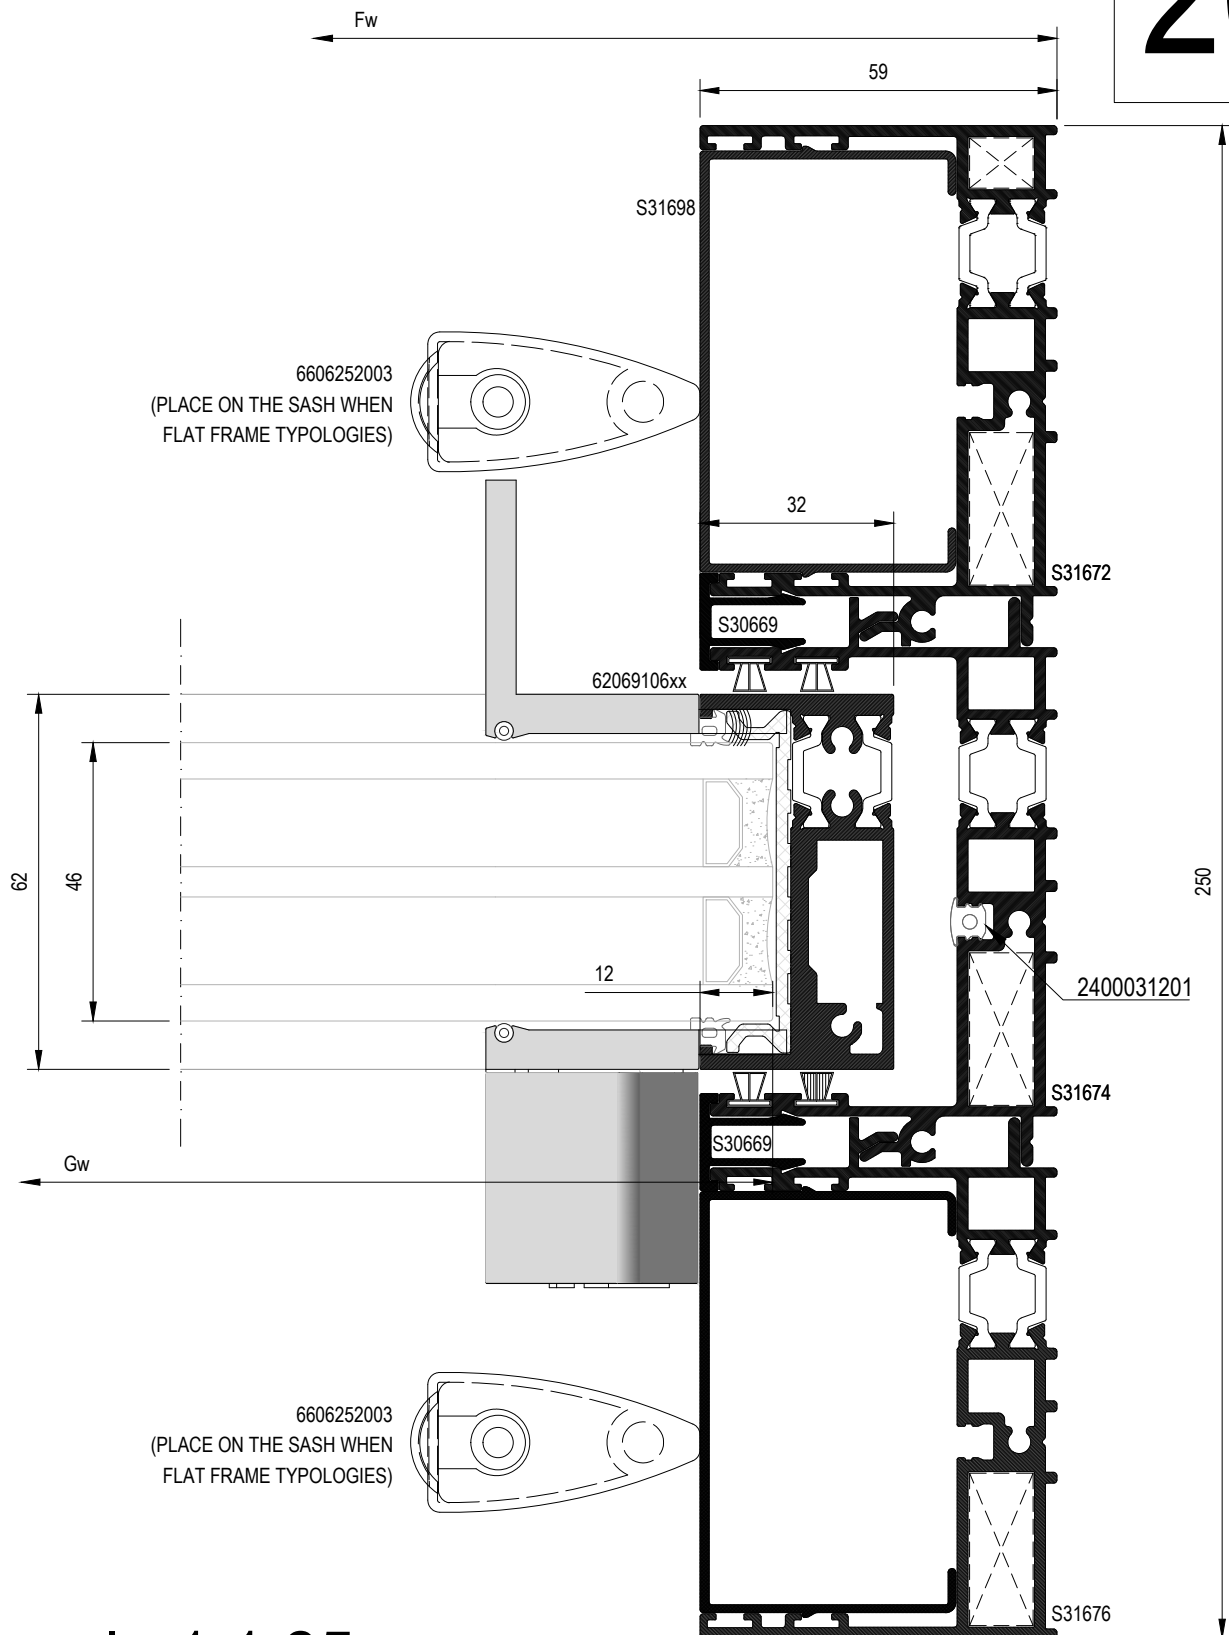 Fw
59
S31698
6606252003
(PLACE ON THE SASH WHEN
FLAT FRAME TYPOLOGIES)
32
S31672
S30669
62069106xx
62
46
250
12
2400031201
S31674
S30669
Gw
6606252003
(PLACE ON THE SASH WHEN
FLAT FRAME TYPOLOGIES)
S31676